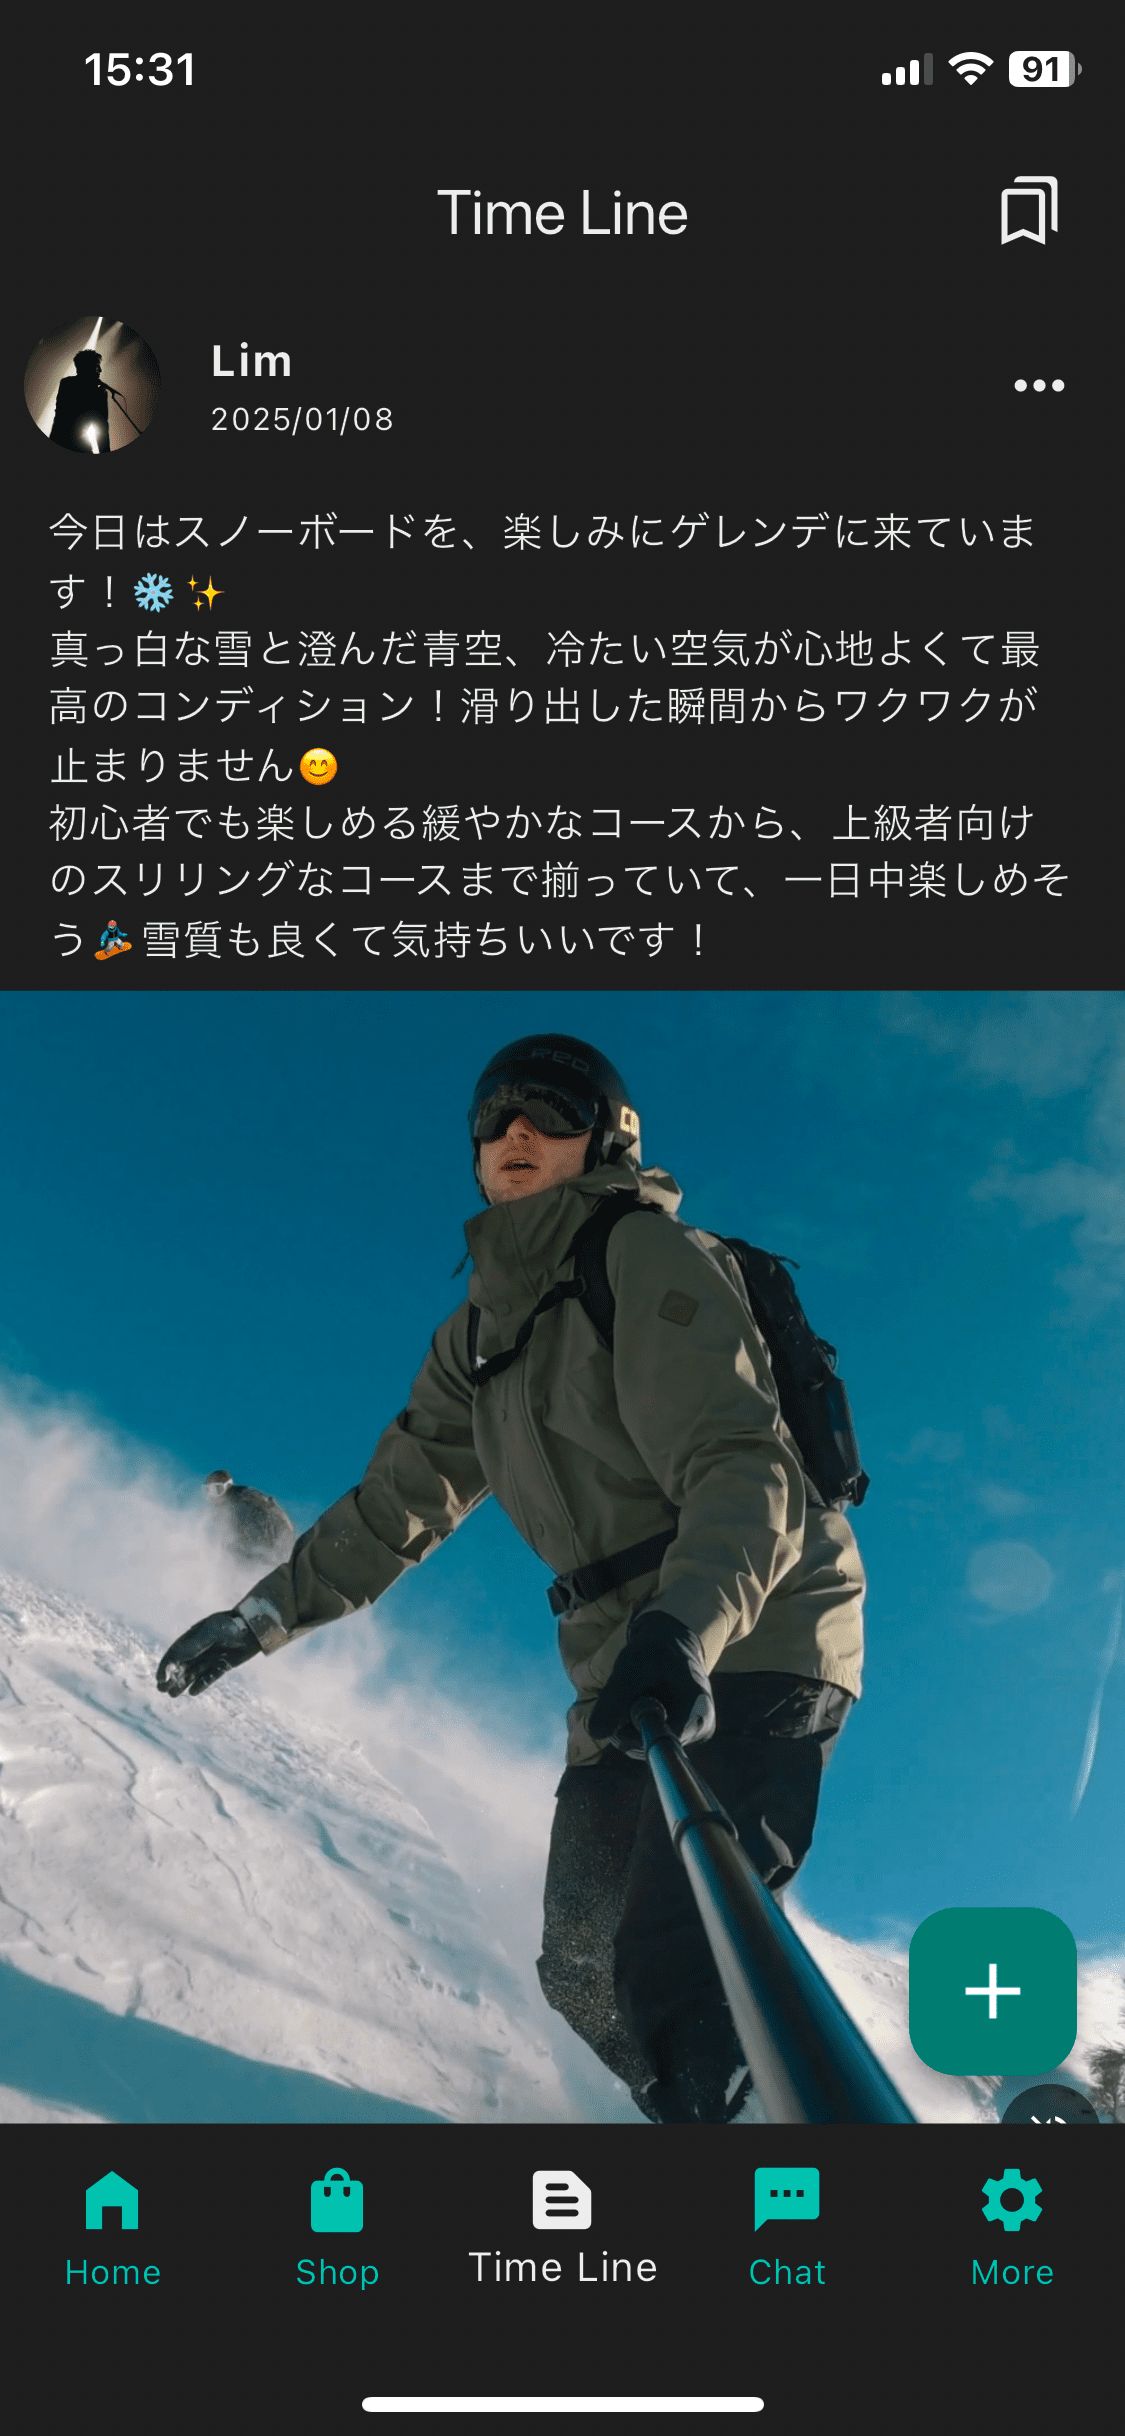 15:31
91
Time Line
Lim
2025/01/08
今日はスノーボードを、楽しみにゲレンデに来ていま
す！❄️✨
真っ白な雪と澄んだ青空、冷たい空気が心地よくて最
高のコンディション！滑り出した瞬間からワクワクが
止まりません😊
初心者でも楽しめる緩やかなコースから、上級者向け
のスリリングなコースまで揃っていて、一日中楽しめそ
う🏂雪質も良くて気持ちいいです！
RED
Home
Shop
Time Line
Chat
More